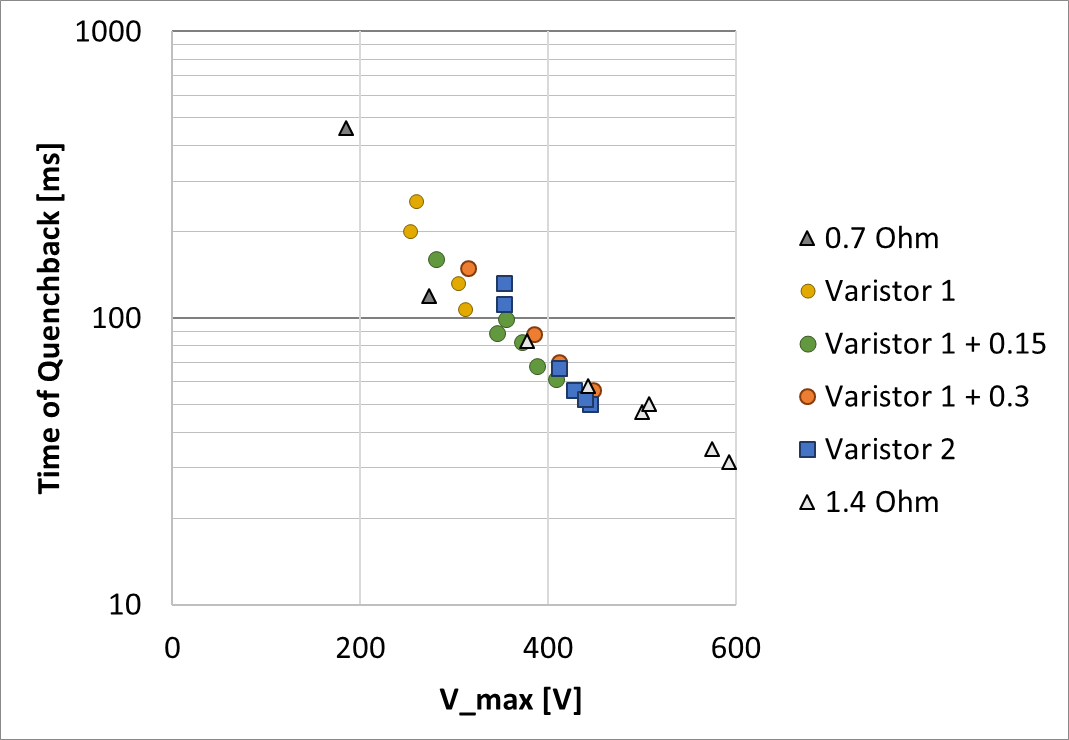 1000
100
10
Time of Quenchback [ms]
0
200
400
600
V_max [V]
0.7 Ohm
Varistor 1
Varistor 1 + 0.15
Varistor 1 + 0.3
Varistor 2
1.4 Ohm